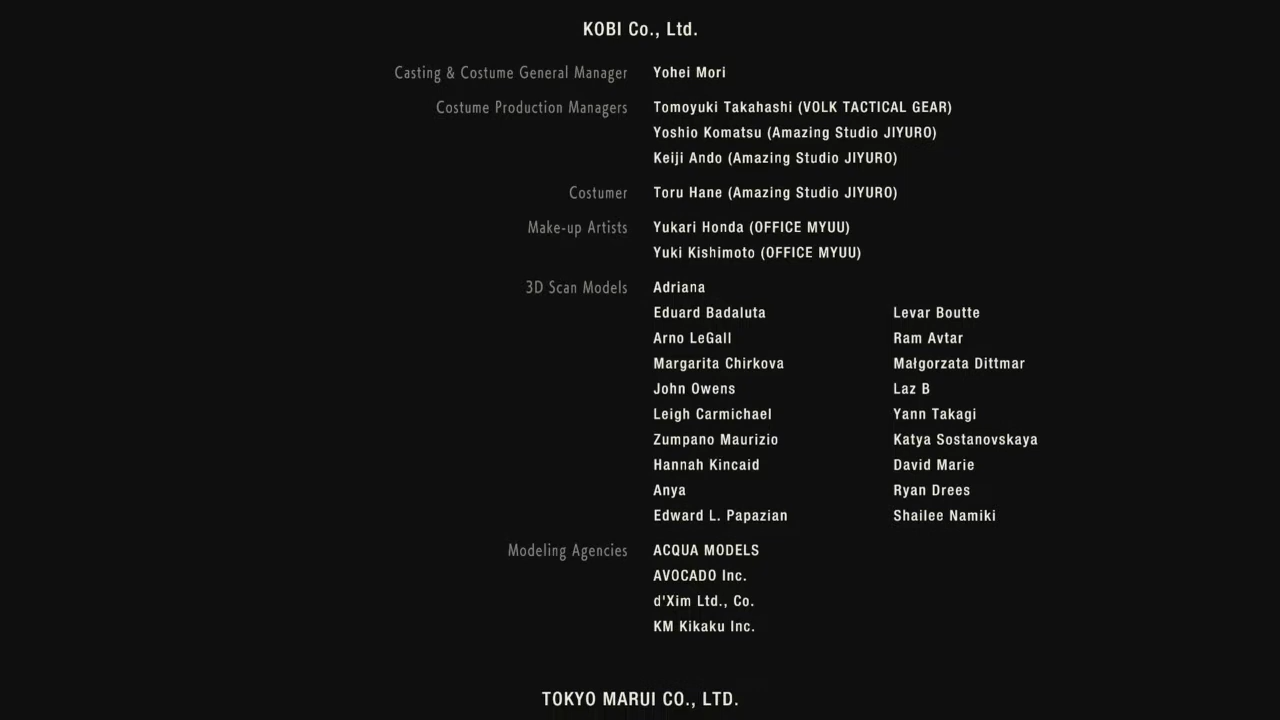 KOBI Co., Ltd.
Casting & Costume General Manager Yohei Mori
Costume Production Managers Tomoyuki Takahashi (VOLK TACTICAL GEAR)
Yoshio Komatsu (Amazing Studio JIYURO)
Keiji Ando (Amazing Studio JIYURO)
Costumer Toru Hane (Amazing Studio JIYURO)
Make-up Artists Yukari Honda (OFFICE MYUU)
Yuki Kishimoto (OFFICE MYUU)
3D Scan Models Adriana
Eduard Badaluta Levar Boutte
Arno LeGall Ram Avtar
Margarita Chirkova Małgorzata Dittmar
John Owens Laz B
Leigh Carmichael Yann Takagi
Zumpano Maurizio Katya Sostanovskaya
Hannah Kincaid David Marie
Anya Ryan Drees
Edward L. Papazian Shailee Namiki
Modeling Agencies ACQUA MODELS
AVOCADO Inc.
d'Xim Ltd., Co.
KM Kikaku Inc.
TOKYO MARUI CO., LTD.